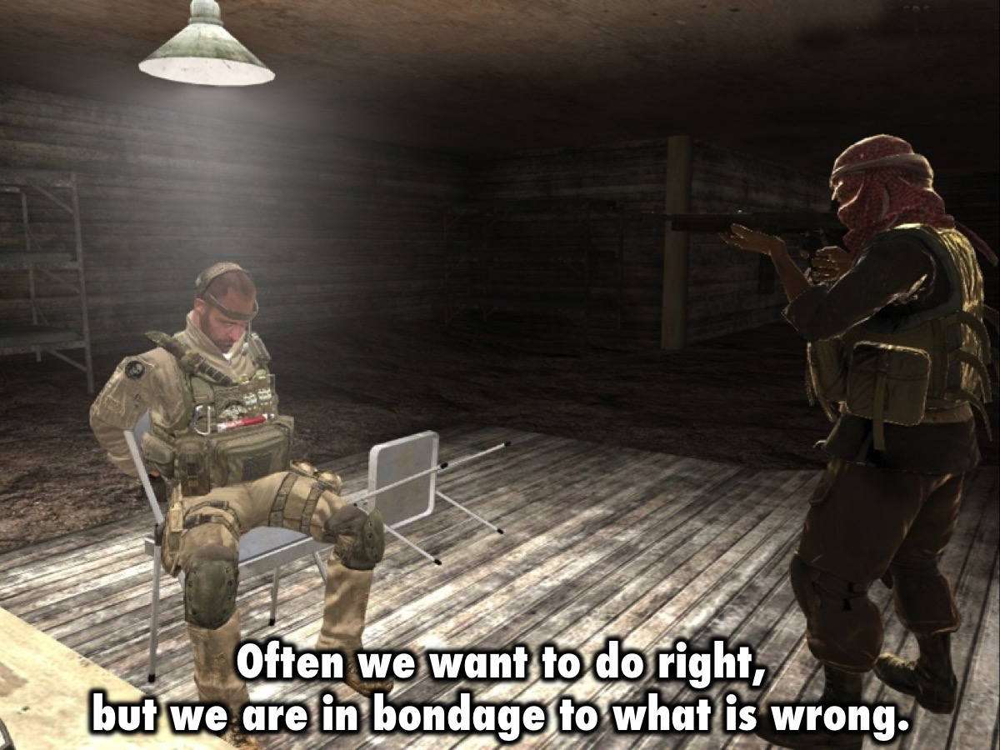 Often we want to do right,
but we are in bondage to what is wrong.